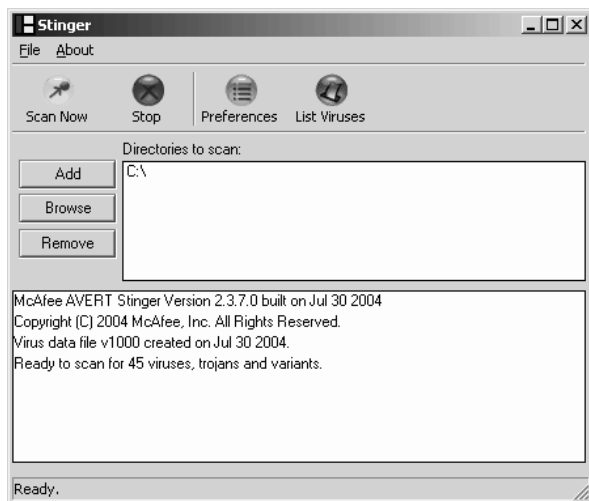 Stinger
File About
Scan Now Stop Preferences List Viruses
Directories to scan:
Add
Browse
Remove
C:\
McAfee AVERT Stinger Version 2.3.7.0 built on Jul 30 2004
Copyright (C) 2004 McAfee, Inc. All Rights Reserved.
Virus data file v1000 created on Jul 30 2004.
Ready to scan for 45 viruses, trojans and variants.
Ready.